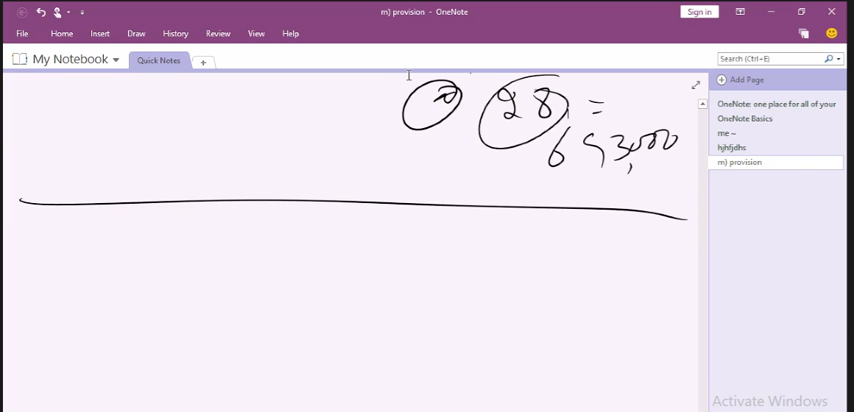 m) provision - OneNote
Sign in
File Home Insert Draw History Review View Help
My Notebook Quick Notes
Search (Ctrl+E)
Add Page
28 =
693,000
OneNote: one place for all of your
OneNote Basics
me ~
hjhfjdhs
m) provision
Activate Windows